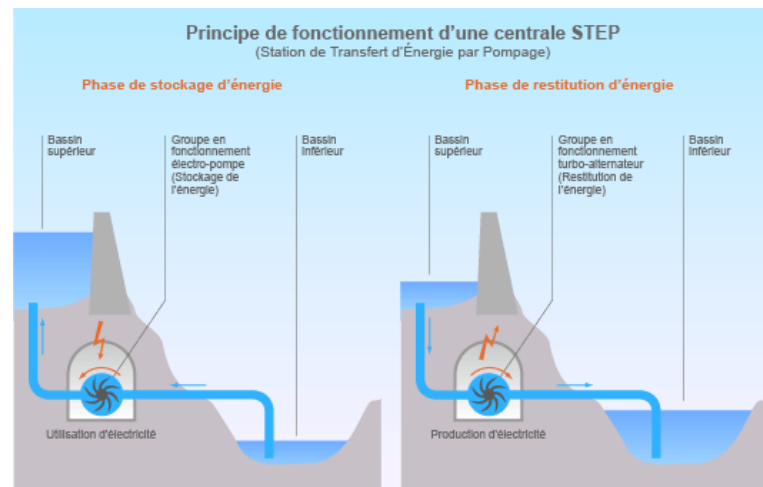 Principe de fonctionnement d'une centrale STEP
(Station de Transfert d'Énergie par Pompage)
Phase de stockage d'énergie
Bassin
supérieur
Groupe en
fonctionnement
électro-pompe
(Stockage de
l'énergie)
Bassin
inférieur
Utilisation d'électricité
Phase de restitution d'énergie
Bassin
supérieur
Groupe en
fonctionnement
turbo-alternateur
(Restitution de
l'énergie)
Bassin
inférieur
Production d'électricité